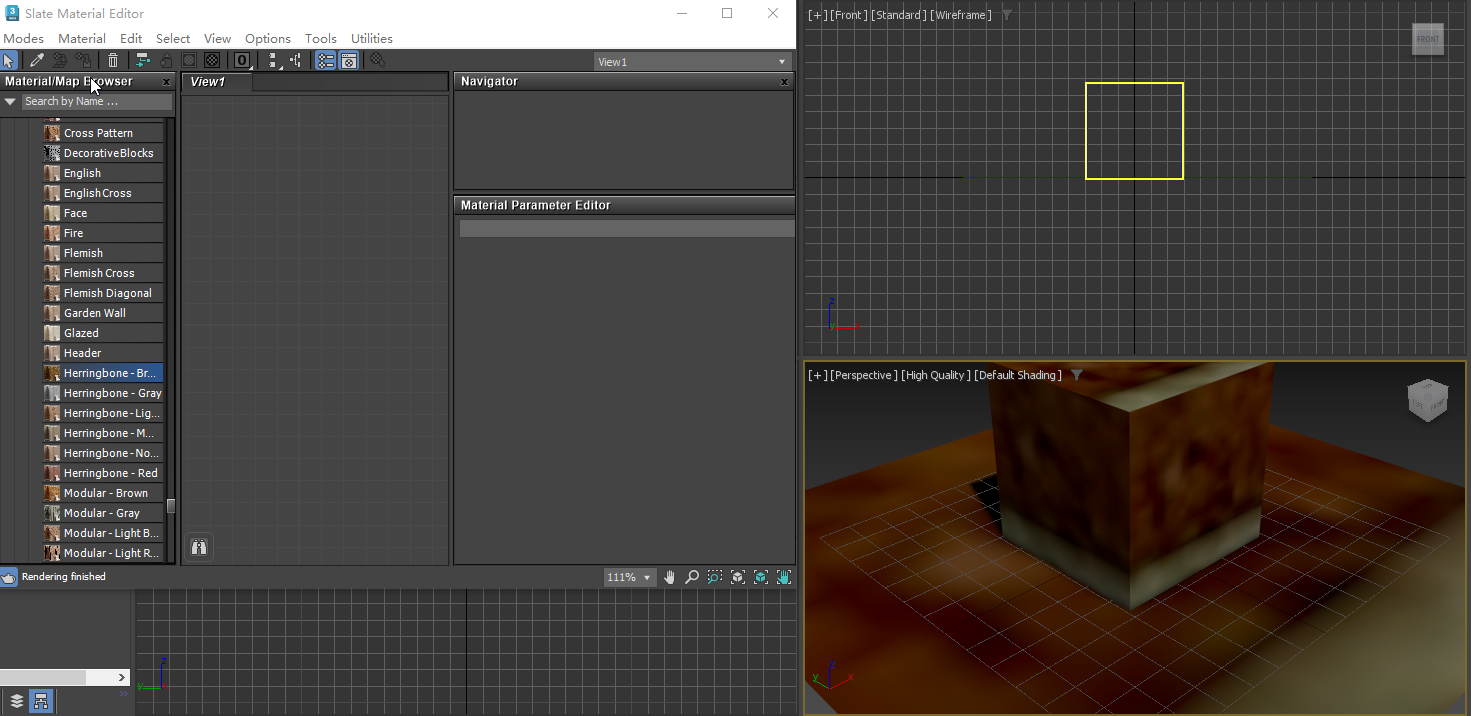 Slate Material Editor
Modes Material Edit Select View Options Tools Utilities
0 View1
Material/Map Browser x
Search by Name ...
Cross Pattern
DecorativeBlocks
English
English Cross
Face
Fire
Flemish
Flemish Cross
Flemish Diagonal
Garden Wall
Glazed
Header
Herringbone - Br...
Herringbone - Gray
Herringbone - Lig...
Herringbone - M...
Herringbone - No...
Herringbone - Red
Modular - Brown
Modular - Gray
Modular - Light B...
Modular - Light R...
View1
Navigator x
Material Parameter Editor
Rendering finished
111%
z
y
[+] [Front] [Standard] [Wireframe]
FRONT
z
[+] [Perspective] [High Quality] [Default Shading]
z
y
x